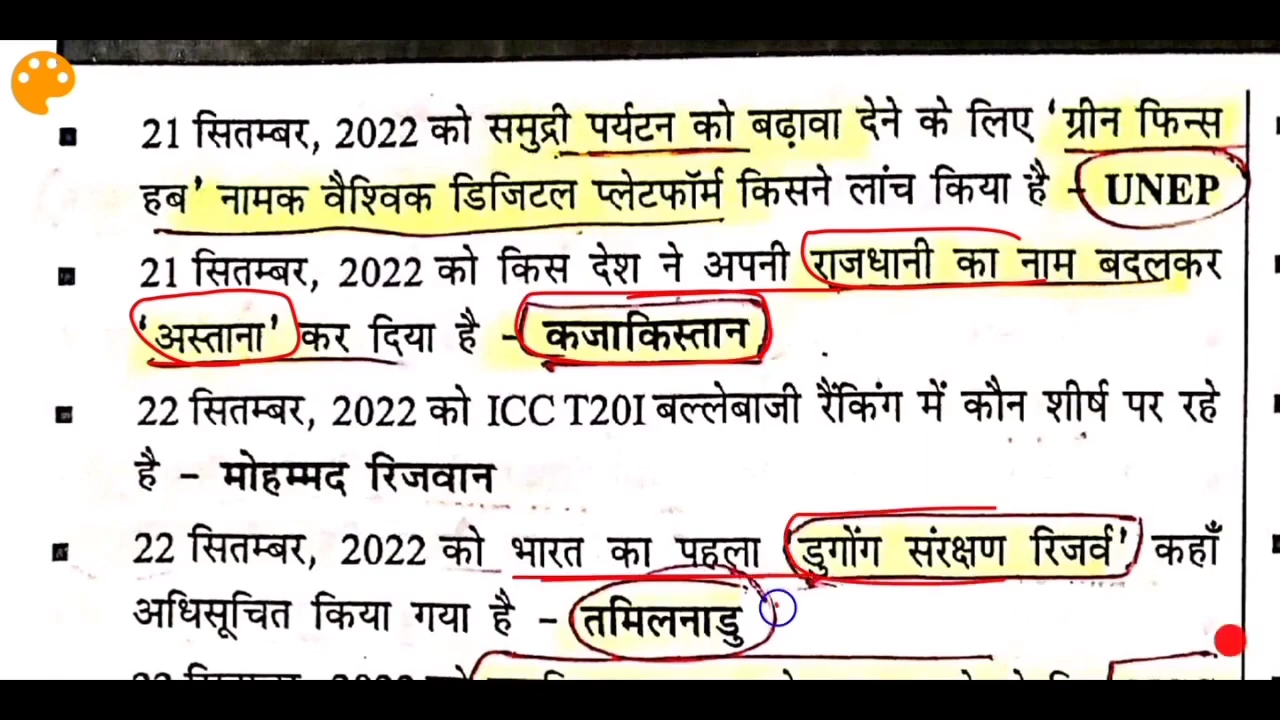 ▪ 21 सितम्बर, 2022 को समुद्री पर्यटन को बढ़ावा देने के लिए ‘ग्रीन फिन्स
हब’ नामक वैश्विक डिजिटल प्लेटफॉर्म किसने लांच किया है - UNEP
▪ 21 सितम्बर, 2022 को किस देश ने अपनी राजधानी का नाम बदलकर
‘अस्ताना’ कर दिया है - कजाकिस्तान
▪ 22 सितम्बर, 2022 को ICC T20I बल्लेबाजी रैंकिंग में कौन शीर्ष पर रहे
है - मोहम्मद रिजवान
▪ 22 सितम्बर, 2022 को भारत का पहला डुगोंग संरक्षण रिजर्व’ कहाँ
अधिसूचित किया गया है - तमिलनाडु